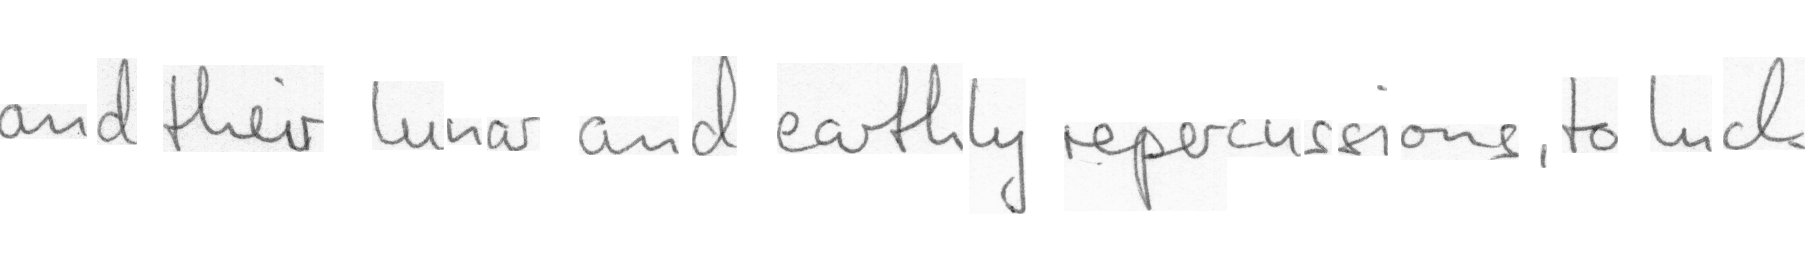 and their lunar and earthly repercussions, to luck